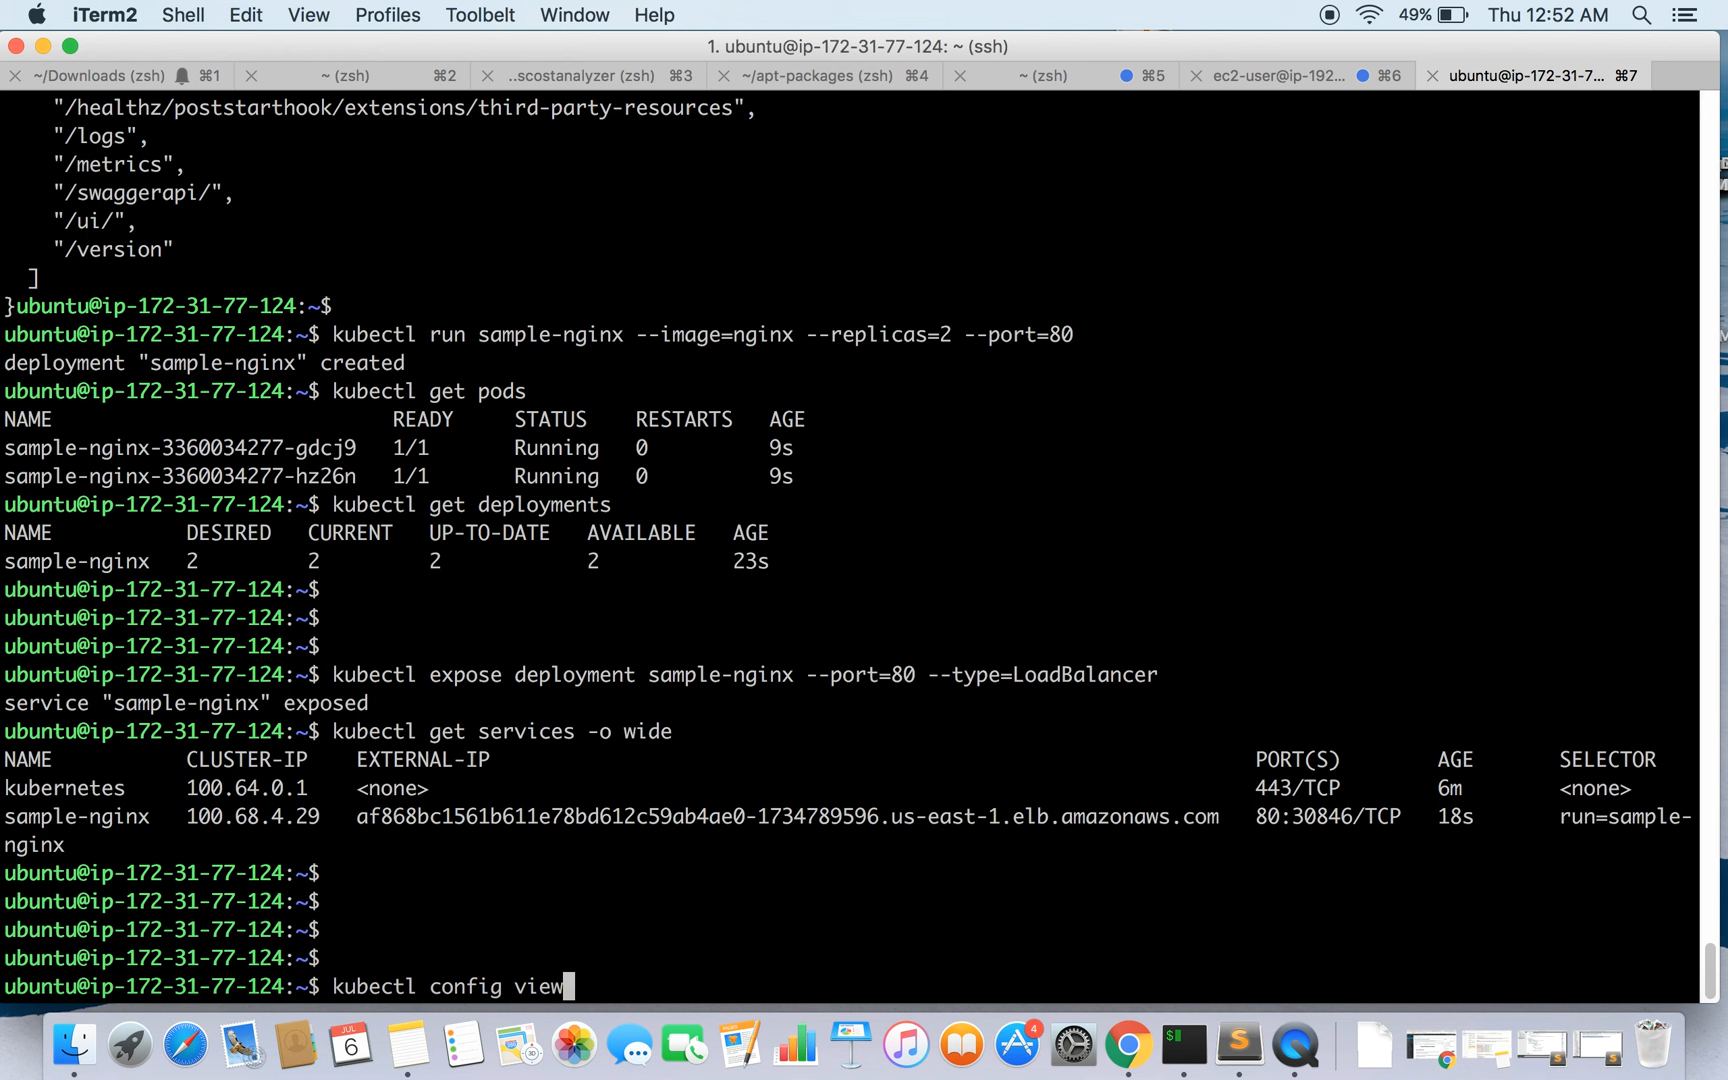 iTerm2 Shell Edit View Profiles Toolbelt Window Help 49% Thu 12:52 AM
1. ubuntu@ip-172-31-77-124: ~ (ssh)
~/Downloads (zsh) ⌘1 ~ (zsh) ⌘2 ..scostanalyzer (zsh) ⌘3 ~/apt-packages (zsh) ⌘4 ~ (zsh) ⌘5 ec2-user@ip-192... ⌘6 ubuntu@ip-172-31-7... ⌘7
"/healthz/poststarthook/extensions/third-party-resources",
"/logs",
"/metrics",
"/swaggerapi/",
"/ui/",
"/version"
]
}ubuntu@ip-172-31-77-124:~$
ubuntu@ip-172-31-77-124:~$ kubectl run sample-nginx --image=nginx --replicas=2 --port=80
deployment "sample-nginx" created
ubuntu@ip-172-31-77-124:~$ kubectl get pods
NAME READY STATUS RESTARTS AGE
sample-nginx-3360034277-gdcj9 1/1 Running 0 9s
sample-nginx-3360034277-hz26n 1/1 Running 0 9s
ubuntu@ip-172-31-77-124:~$ kubectl get deployments
NAME DESIRED CURRENT UP-TO-DATE AVAILABLE AGE
sample-nginx 2 2 2 2 23s
ubuntu@ip-172-31-77-124:~$
ubuntu@ip-172-31-77-124:~$
ubuntu@ip-172-31-77-124:~$
ubuntu@ip-172-31-77-124:~$ kubectl expose deployment sample-nginx --port=80 --type=LoadBalancer
service "sample-nginx" exposed
ubuntu@ip-172-31-77-124:~$ kubectl get services -o wide
NAME CLUSTER-IP EXTERNAL-IP PORT(S) AGE SELECTOR
kubernetes 100.64.0.1 <none> 443/TCP 6m <none>
sample-nginx 100.68.4.29 af868bc1561b611e78bd612c59ab4ae0-1734789596.us-east-1.elb.amazonaws.com 80:30846/TCP 18s run=sample-
nginx
ubuntu@ip-172-31-77-124:~$
ubuntu@ip-172-31-77-124:~$
ubuntu@ip-172-31-77-124:~$
ubuntu@ip-172-31-77-124:~$
ubuntu@ip-172-31-77-124:~$ kubectl config view
JUL
6
4
$
S